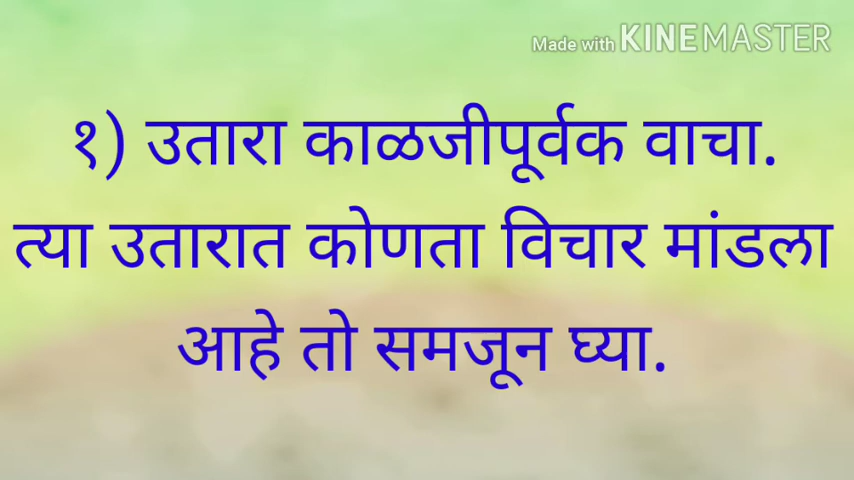 Made with KINEMASTER
१) उतारा काळजीपूर्वक वाचा.
त्या उतारात कोणता विचार मांडला
आहे तो समजून घ्या.